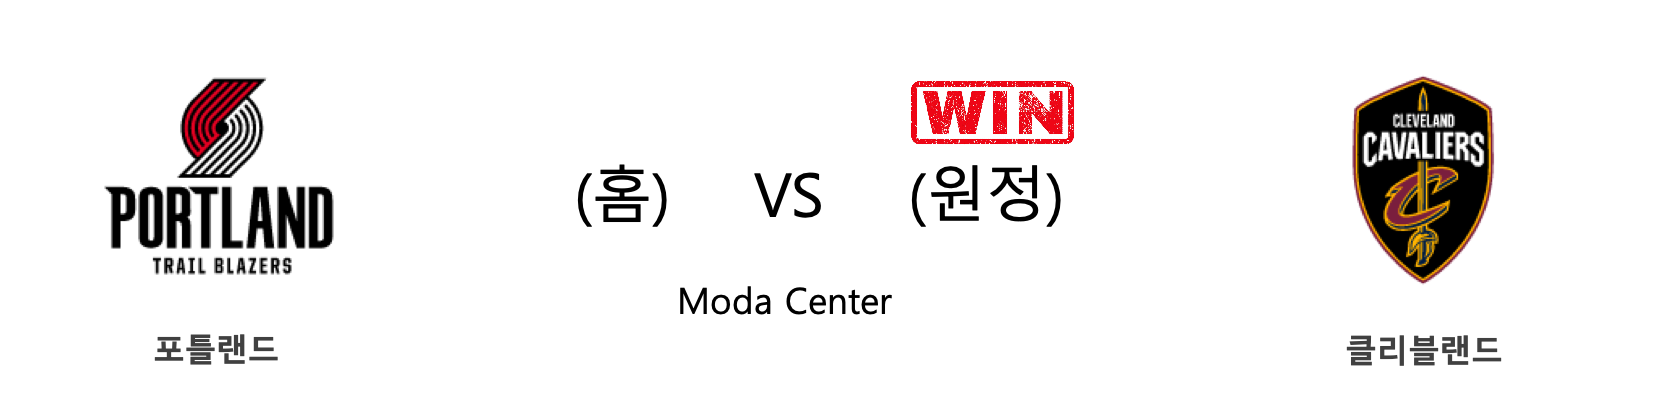 WIN
PORTLAND
TRAIL BLAZERS
(홈) VS (원정)
CLEVELAND
CAVALIERS
C
Moda Center
포틀랜드
클리블랜드